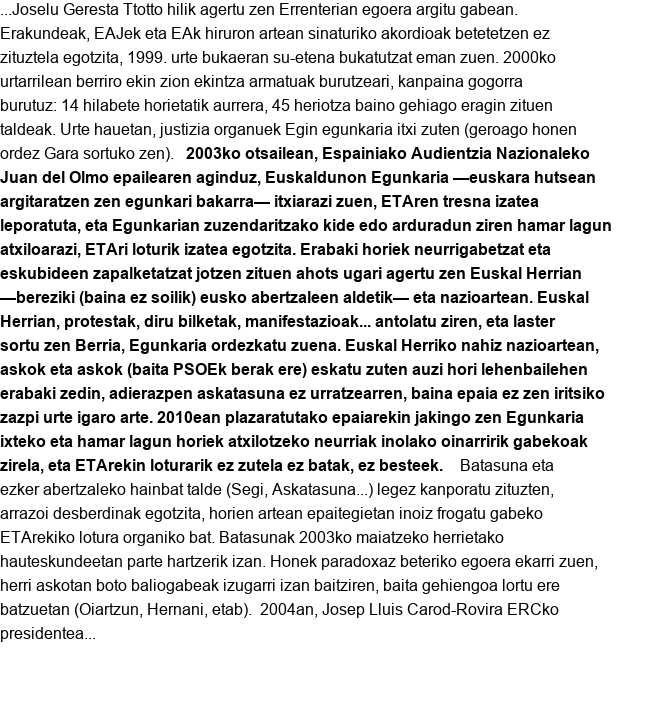 ...Joselu Geresta Ttotto hilik agertu zen Errenterian egoera argitu gabean.
Erakundeak, EAJek eta EAk hiruron artean sinaturiko akordioak betetetzen ez
zituztela egotzita, 1999. urte bukaeran su-etena bukatutzat eman zuen. 2000ko
urtarrilean berriro ekin zion ekintza armatuak burutzeari, kanpaina gogorra
burutuz: 14 hilabete horietatik aurrera, 45 heriotza baino gehiago eragin zituen
taldeak. Urte hauetan, justizia organuek Egin egunkaria itxi zuten (geroago honen
ordez Gara sortuko zen). 2003ko otsailean, Espainiako Audientzia Nazionaleko
Juan del Olmo epailearen aginduz, Euskaldunon Egunkaria —euskara hutsean
argitaratzen zen egunkari bakarra— itxiarazi zuen, ETAren tresna izatea
leporatuta, eta Egunkarian zuzendaritzako kide edo arduradun ziren hamar lagun
atxiloarazi, ETAri loturik izatea egotzita. Erabaki horiek neurrigabetzat eta
eskubideen zapalketatzat jotzen zituen ahots ugari agertu zen Euskal Herrian
—bereziki (baina ez soilik) eusko abertzaleen aldetik— eta nazioartean. Euskal
Herrian, protestak, diru bilketak, manifestazioak... antolatu ziren, eta laster
sortu zen Berria, Egunkaria ordezkatu zuena. Euskal Herriko nahiz nazioartean,
askok eta askok (baita PSOEk berak ere) eskatu zuten auzi hori lehenbailehen
erabaki zedin, adierazpen askatasuna ez urratzearren, baina epaia ez zen iritsiko
zazpi urte igaro arte. 2010ean plazaratutako epaiarekin jakingo zen Egunkaria
ixteko eta hamar lagun horiek atxilotzeko neurriak inolako oinarririk gabekoak
zirela, eta ETArekin loturarik ez zutela ez batak, ez besteek. Batasuna eta
ezker abertzaleko hainbat talde (Segi, Askatasuna...) legez kanporatu zituzten,
arrazoi desberdinak egotzita, horien artean epaitegietan inoiz frogatu gabeko
ETArekiko lotura organiko bat. Batasunak 2003ko maiatzeko herrietako
hauteskundeetan parte hartzerik izan. Honek paradoxaz beteriko egoera ekarri zuen,
herri askotan boto baliogabeak izugarri izan baitziren, baita gehiengoa lortu ere
batzuetan (Oiartzun, Hernani, etab). 2004an, Josep Lluis Carod-Rovira ERCko
presidentea...